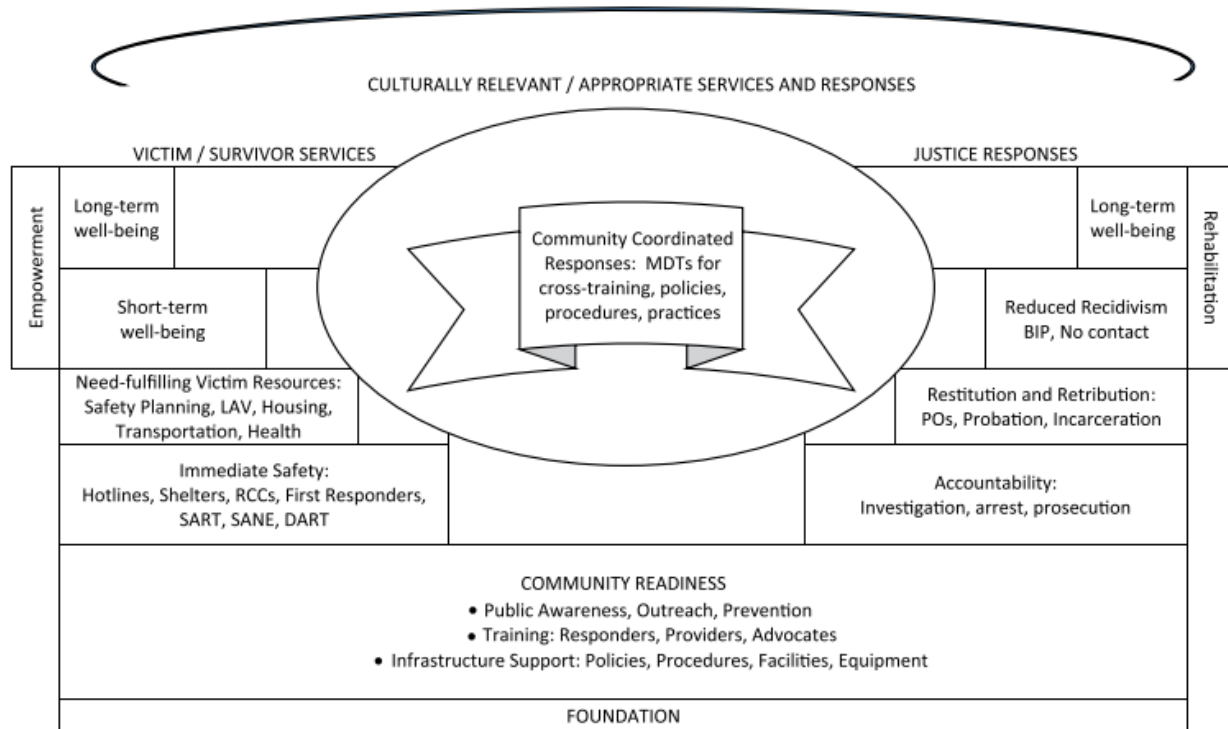 CULTURALLY RELEVANT / APPROPRIATE SERVICES AND RESPONSES
VICTIM / SURVIVOR SERVICES
JUSTICE RESPONSES
Empowerment
Long-term
well-being
Short-term
well-being
Need-fulfilling Victim Resources:
Safety Planning, LAV, Housing,
Transportation, Health
Immediate Safety:
Hotlines, Shelters, RCCs, First Responders,
SART, SANE, DART
Community Coordinated
Responses: MDTs for
cross-training, policies,
procedures, practices
Long-term
well-being
Reduced Recidivism
BIP, No contact
Rehabilitation
Restitution and Retribution:
POs, Probation, Incarceration
Accountability:
Investigation, arrest, prosecution
COMMUNITY READINESS
• Public Awareness, Outreach, Prevention
• Training: Responders, Providers, Advocates
• Infrastructure Support: Policies, Procedures, Facilities, Equipment
FOUNDATION